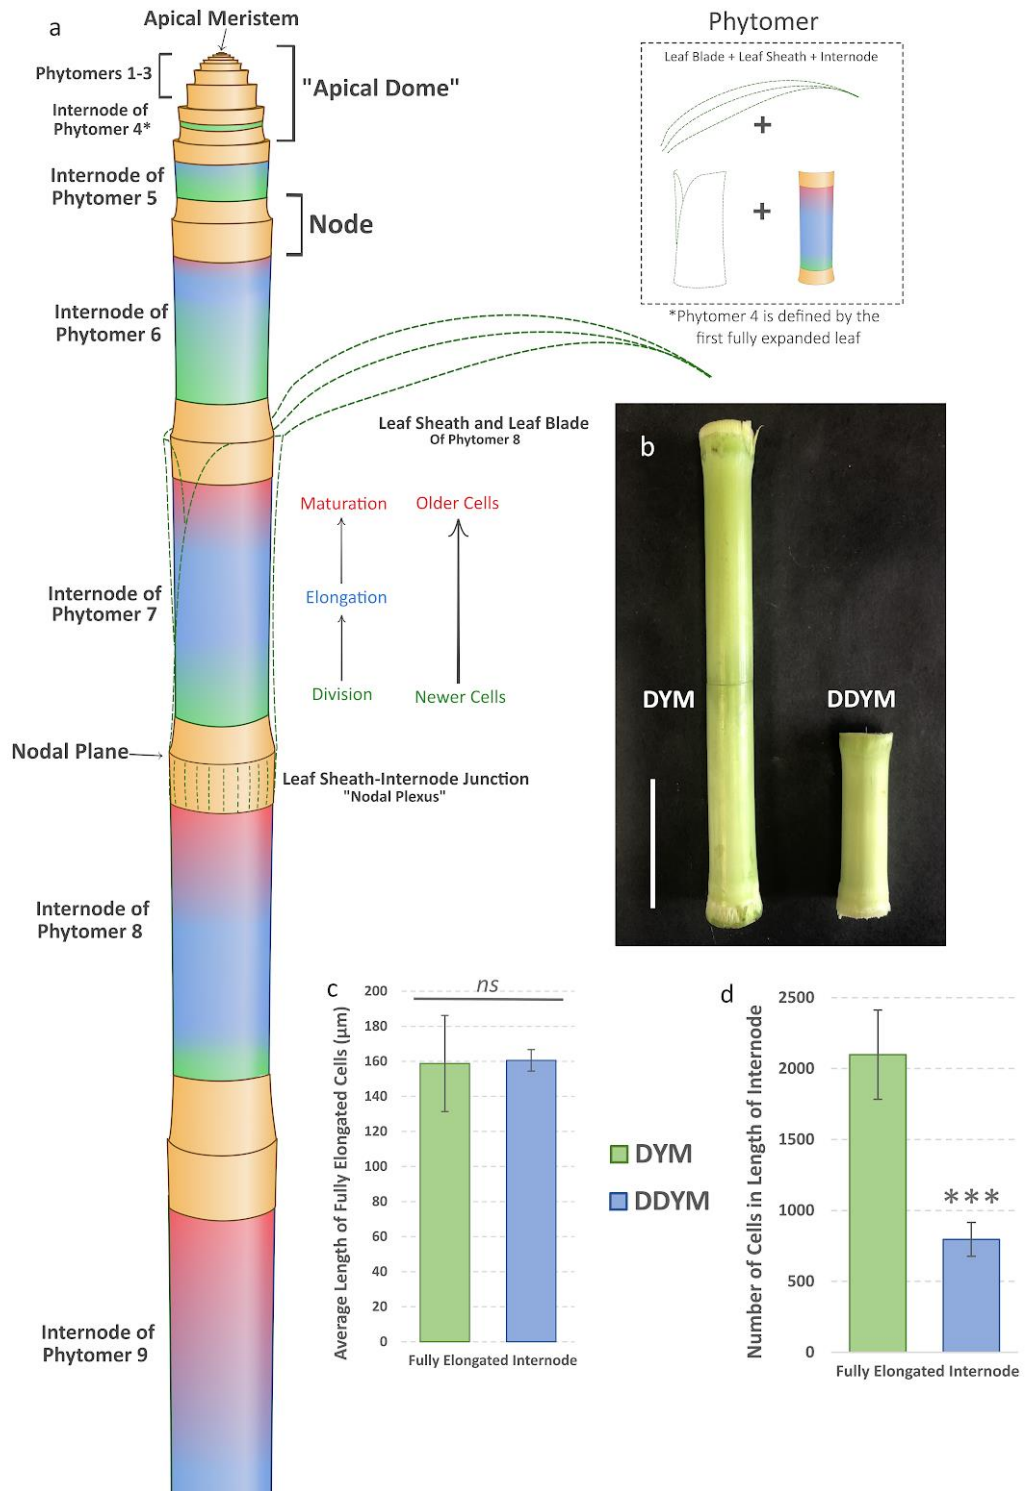 a
Apical Meristem
Phytomers 1-3
"Apical Dome"
Internode of
Phytomer 4*
Internode of
Phytomer 5
Node
Internode of
Phytomer 6
Phytomer
Leaf Blade + Leaf Sheath + Internode
+
+
*Phytomer 4 is defined by the
first fully expanded leaf
Leaf Sheath and Leaf Blade
Of Phytomer 8
Maturation
Older Cells
Elongation
Division
Newer Cells
Internode of
Phytomer 7
Nodal Plane
Leaf Sheath-Internode Junction
"Nodal Plexus"
Internode of
Phytomer 8
Internode of
Phytomer 9
b
DYM
DDYM
c
ns
Average Length of Fully Elongated Cells (µm)
200
180
160
140
120
100
80
60
40
20
0
Fully Elongated Internode
DYM
DDYM
d
Number of Cells in Length of Internode
2500
2000
1500
1000
500
0
***
Fully Elongated Internode